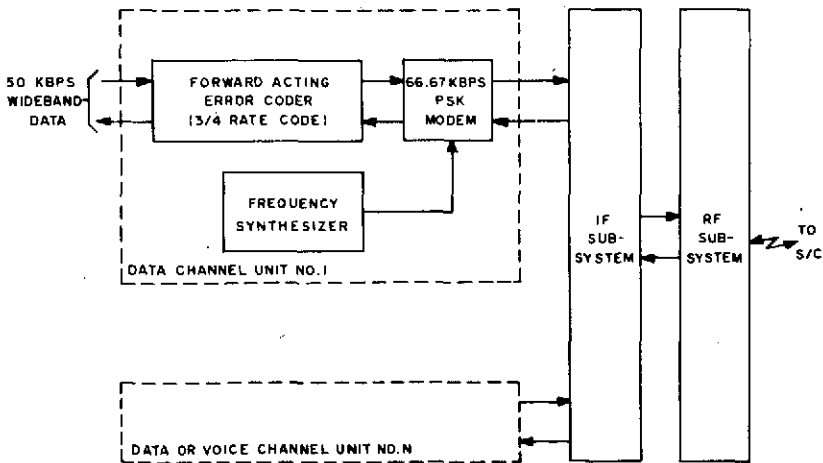 50 KBPS
WIDEBAND
DATA
FORWARD ACTING
ERROR CODER
(3/4 RATE CODE)
66.67KBPS
PSK
MODEM
FREQUENCY
SYNTHESIZER
DATA CHANNEL UNIT NO.1
IF
SUB-
SYSTEM
RF
SUB-
SYSTEM
TO
S/C
DATA OR VOICE CHANNEL UNIT NO.N